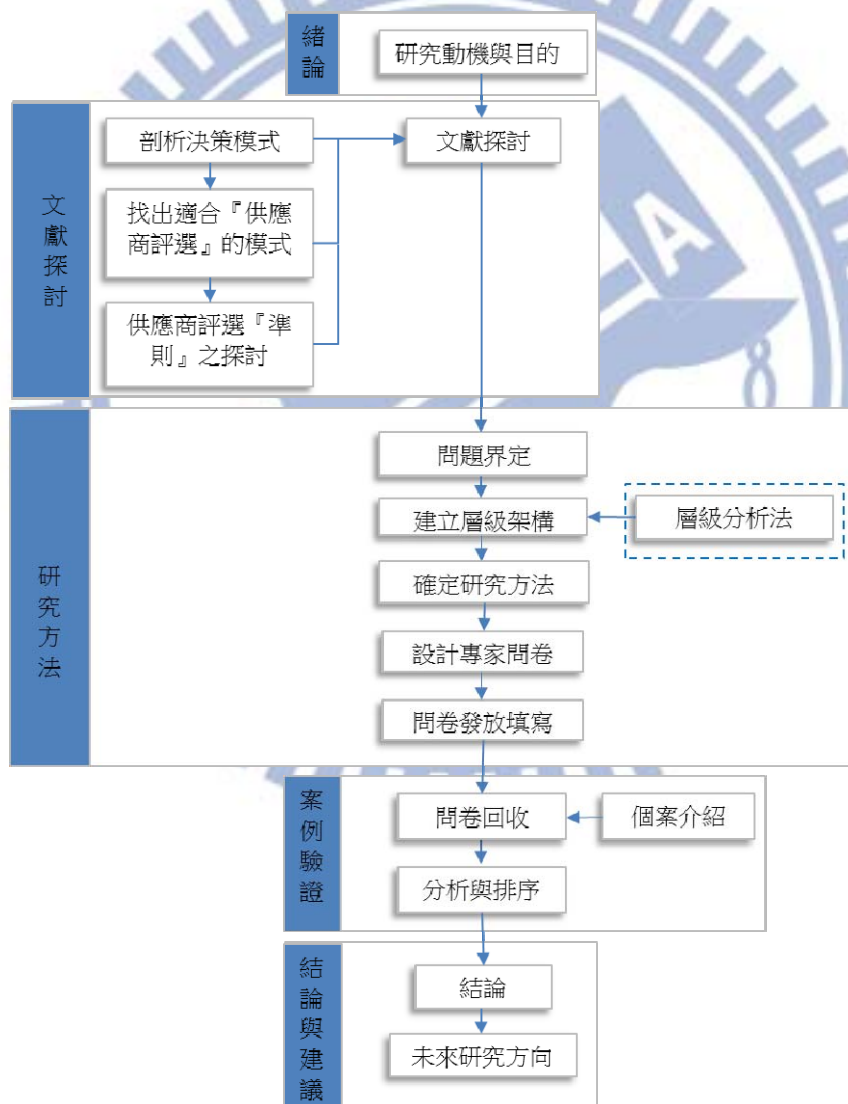 緒論
研究動機與目的
文獻探討
剖析決策模式
文獻探討
找出適合『供應
商評選』的模式
供應商評選『準
則』之探討
研究方法
問題界定
建立層級架構
層級分析法
確定研究方法
設計專家問卷
問卷發放填寫
案例驗證
問卷回收
個案介紹
分析與排序
結論與建議
結論
未來研究方向
A